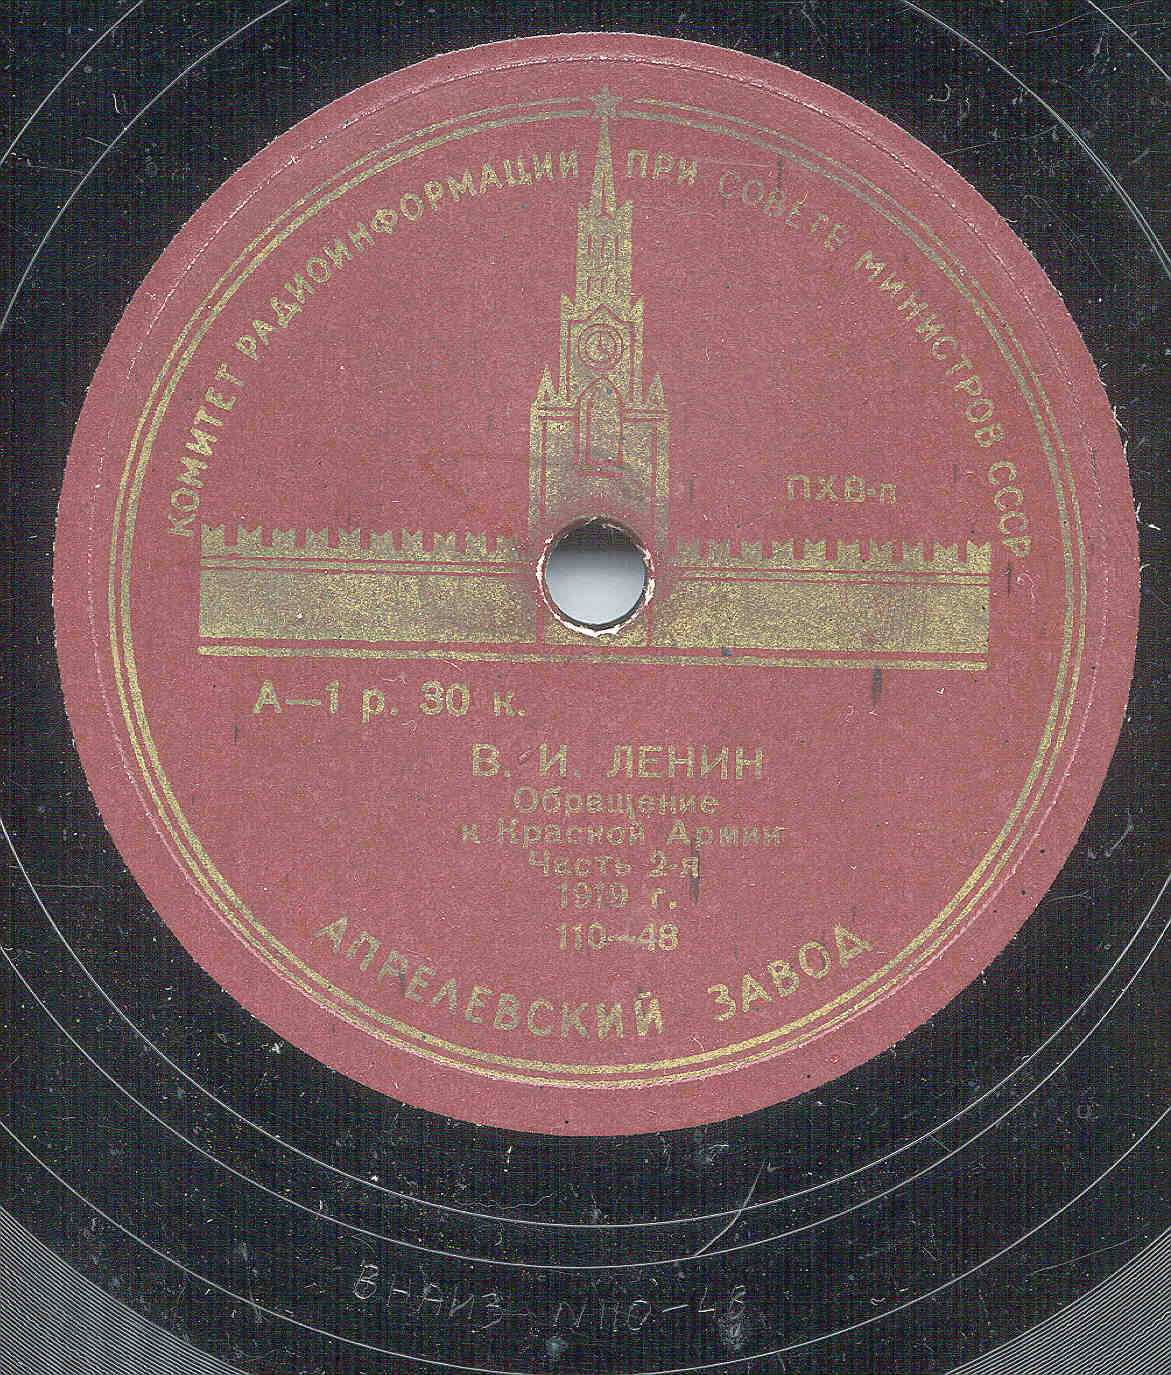 КОМИТЕТ РАДИОИНФОРМАЦИИ ПРИ СОВЕТЕ МИНИСТРОВ СССР
ПХВ-п
А—1 р. 30 к.
В. И. ЛЕНИН
Обращение
к Красной Армии
Часть 2-я
1919 г.
110—48
АПРЕЛЕВСКИЙ ЗАВОД
N110-